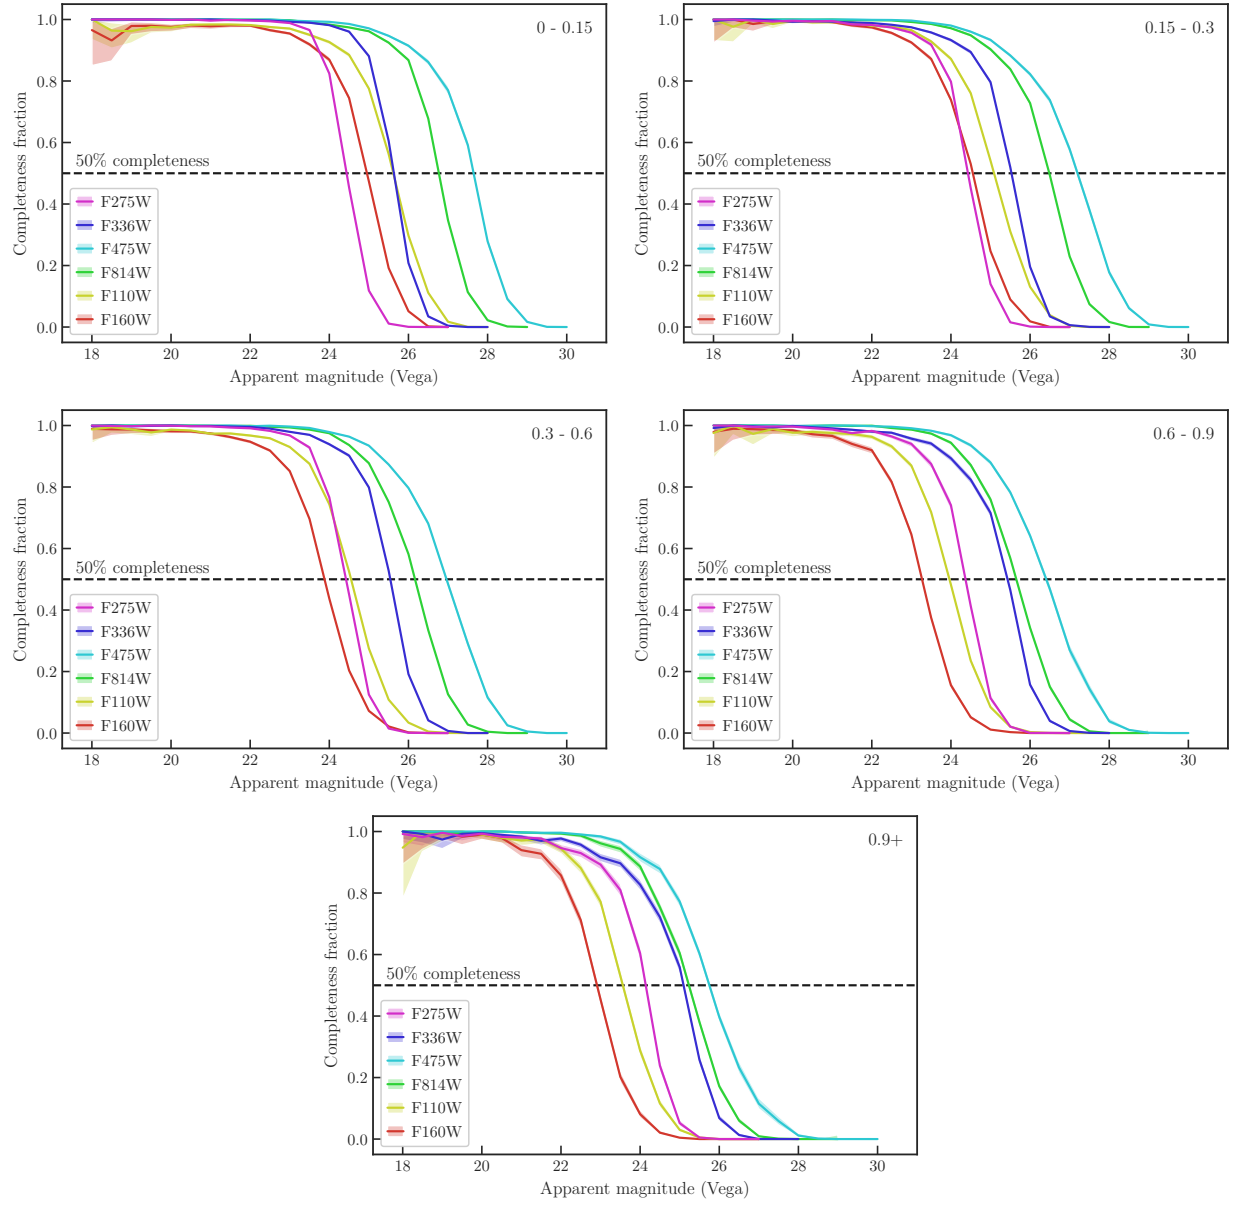 0 - 0.15
1.0
0.8
0.6
0.4
0.2
0.0
Completeness fraction
50% completeness
F275W
F336W
F475W
F814W
F110W
F160W
18 20 22 24 26 28 30
Apparent magnitude (Vega)
0.15 - 0.3
1.0
0.8
0.6
0.4
0.2
0.0
Completeness fraction
50% completeness
F275W
F336W
F475W
F814W
F110W
F160W
18 20 22 24 26 28 30
Apparent magnitude (Vega)
0.3 - 0.6
1.0
0.8
0.6
0.4
0.2
0.0
Completeness fraction
50% completeness
F275W
F336W
F475W
F814W
F110W
F160W
18 20 22 24 26 28 30
Apparent magnitude (Vega)
0.6 - 0.9
1.0
0.8
0.6
0.4
0.2
0.0
Completeness fraction
50% completeness
F275W
F336W
F475W
F814W
F110W
F160W
18 20 22 24 26 28 30
Apparent magnitude (Vega)
0.9+
1.0
0.8
0.6
0.4
0.2
0.0
Completeness fraction
50% completeness
F275W
F336W
F475W
F814W
F110W
F160W
18 20 22 24 26 28 30
Apparent magnitude (Vega)